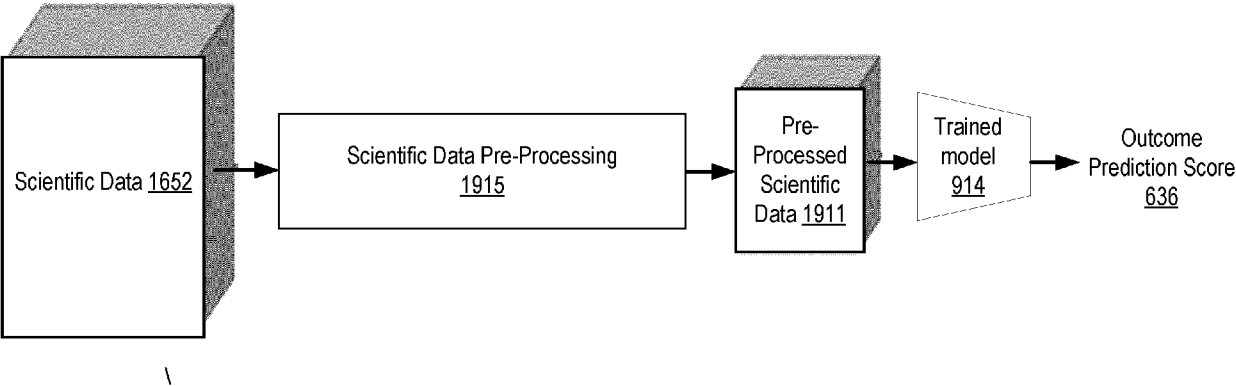 Scientific Data 1652
Scientific Data Pre-Processing
1915
Pre-
Processed
Scientific
Data 1911
Trained
model
914
Outcome
Prediction Score
636
\